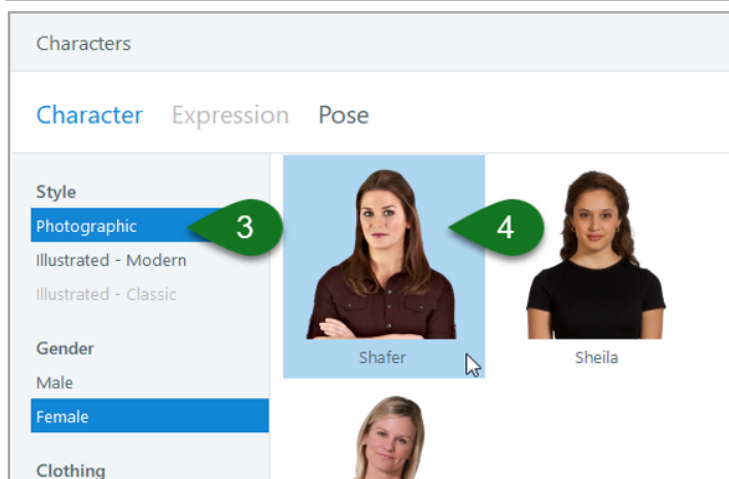 Characters
Character Expression Pose
Style
Photographic
3
4
Illustrated - Modern
Illustrated - Classic
Shafer
Sheila
Gender
Male
Female
Clothing